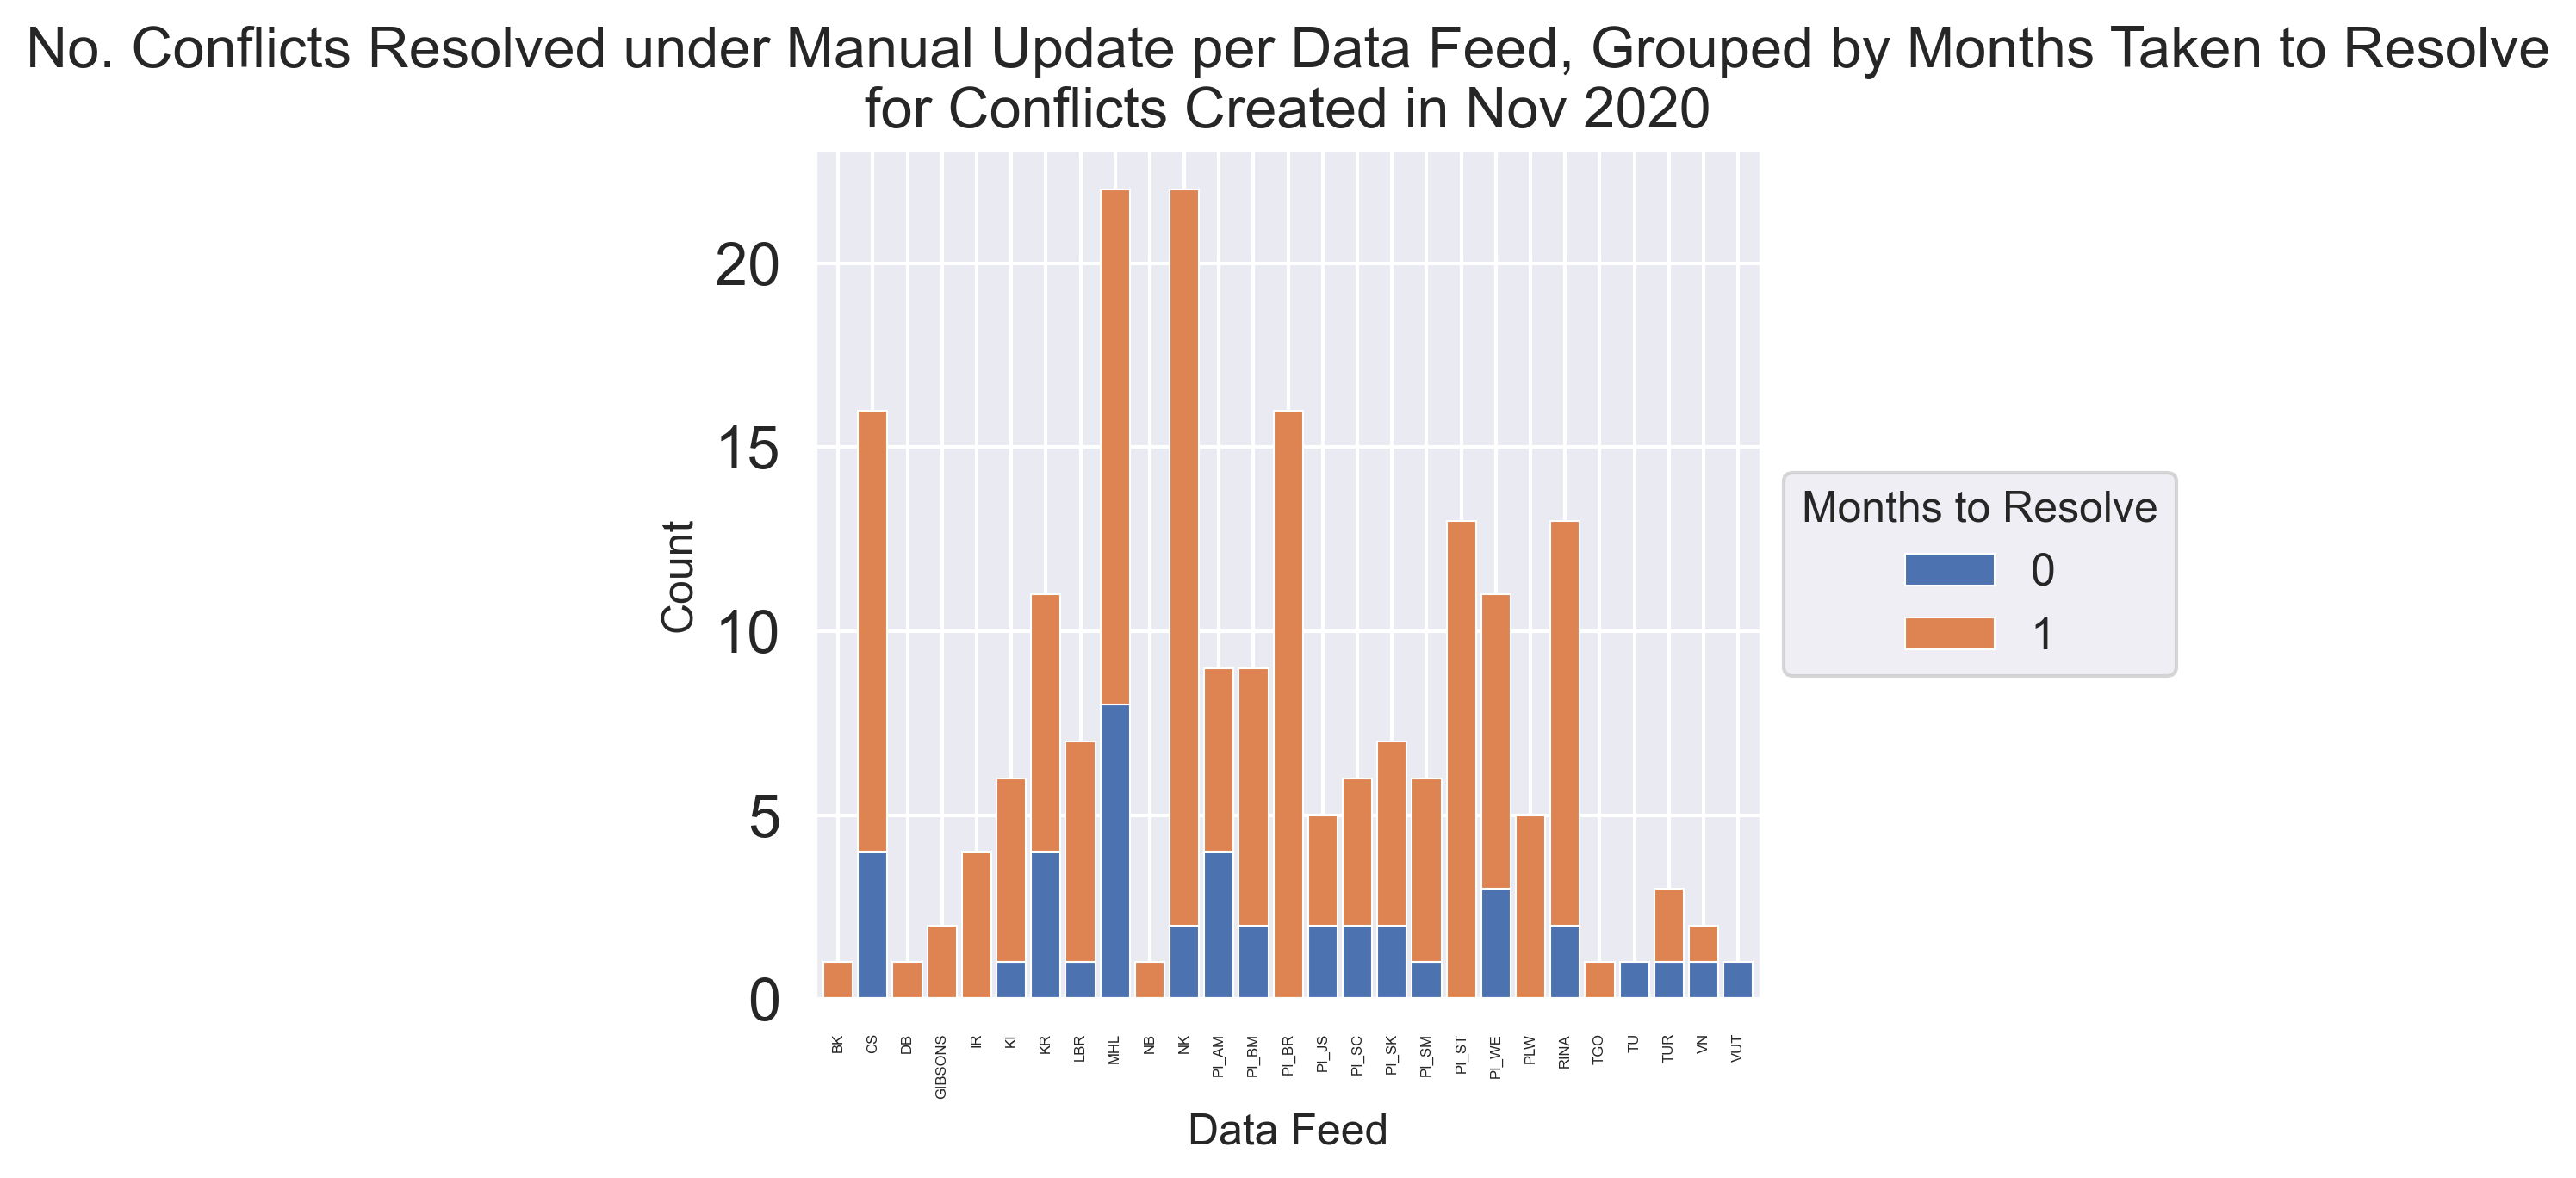 No. Conflicts Resolved under Manual Update per Data Feed, Grouped by Months Taken to Resolve
for Conflicts Created in Nov 2020
Count
20
15
10
5
0
BK
CS
DB
GIBSONS
IR
KI
KR
LBR
MHL
NB
NK
PI_AM
PI_BM
PI_BR
PI_JS
PI_SC
PI_SK
PI_SM
PI_ST
PI_WE
PLW
RINA
TGO
TU
TUR
VN
VUT
Data Feed
Months to Resolve
0
1